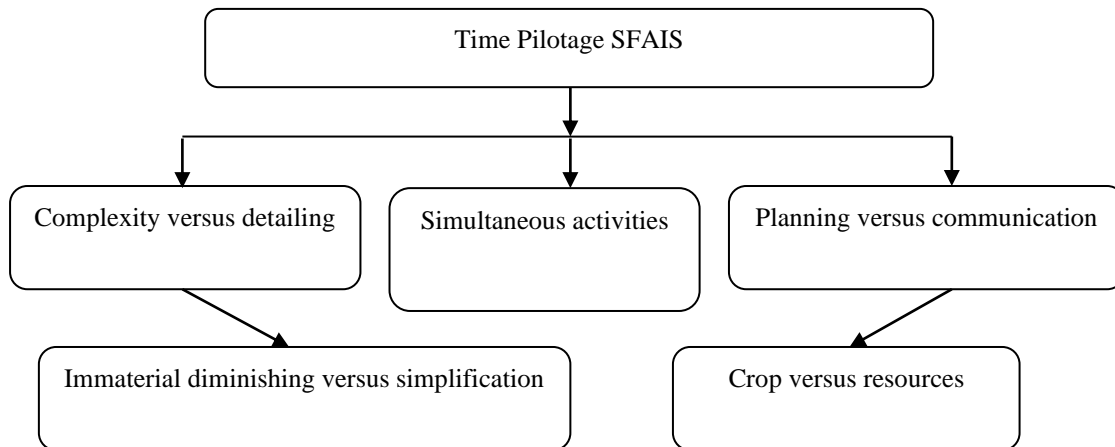 Time Pilotage SFAIS
Complexity versus detailing
Simultaneous activities
Planning versus communication
Immaterial diminishing versus simplification
Crop versus resources